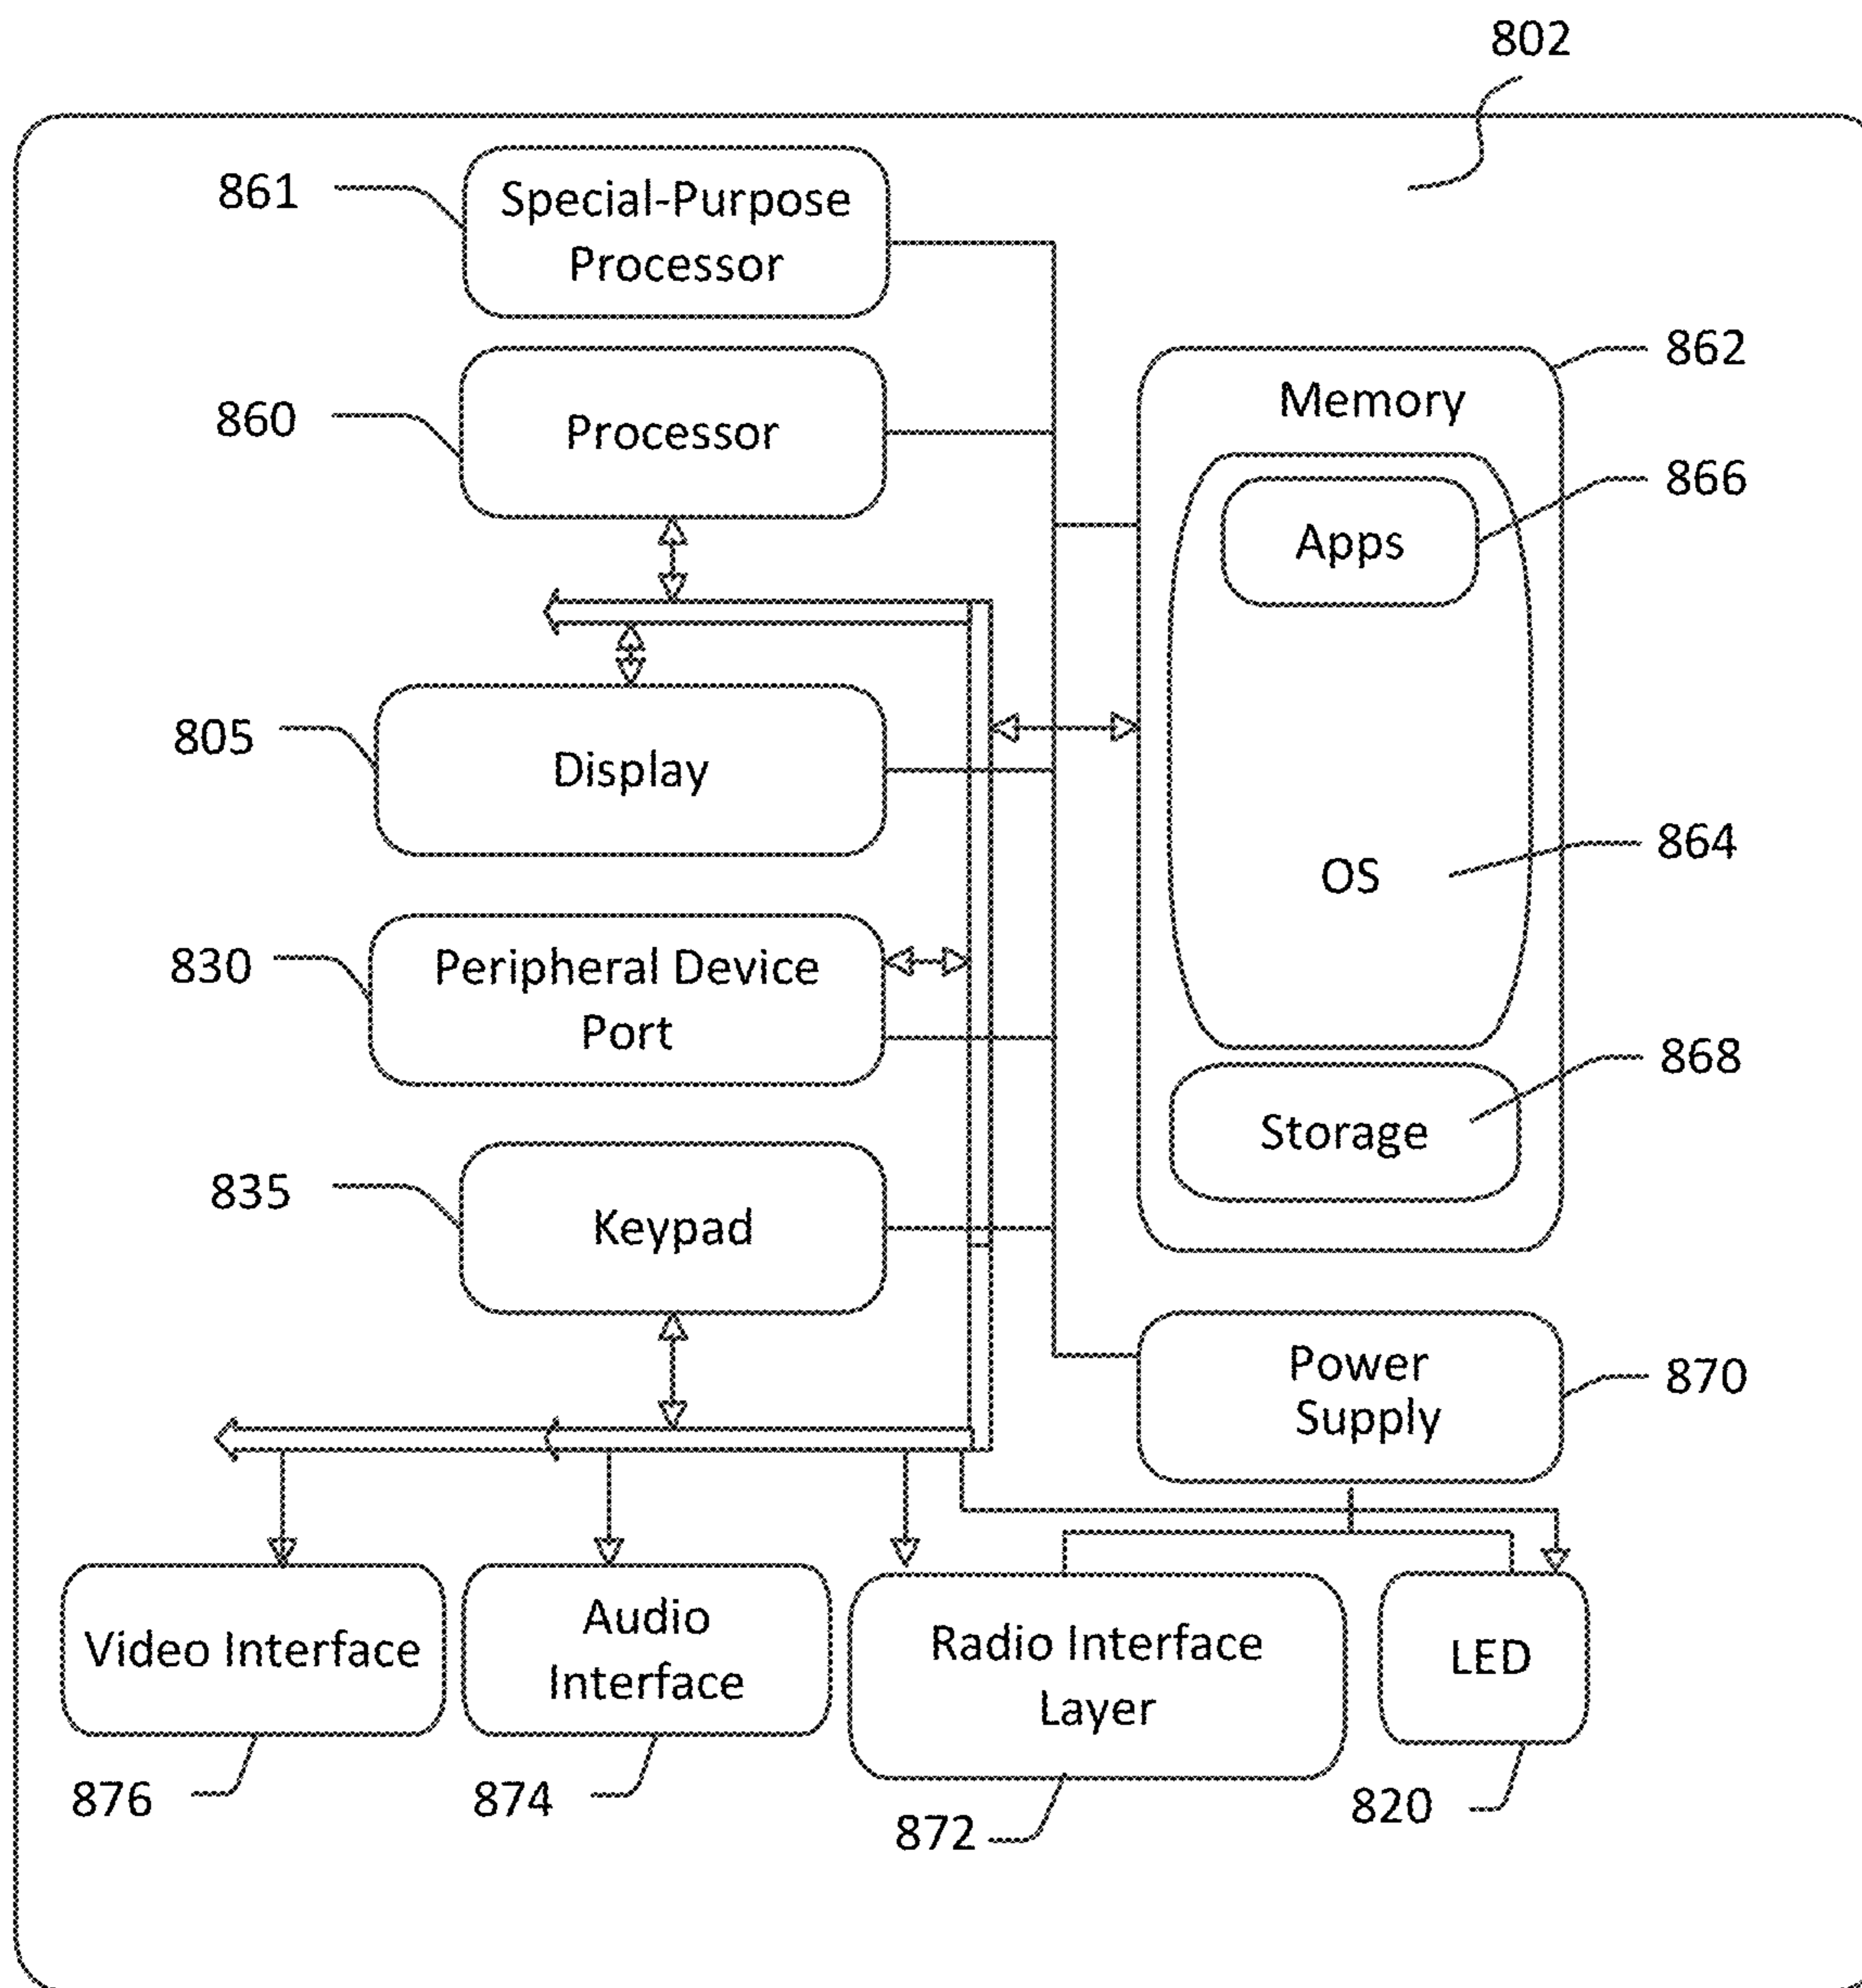 802
861
Special-Purpose
Processor
862
Memory
860
Processor
866
Apps
805
Display
864
OS
830
Peripheral Device
Port
868
Storage
835
Keypad
Power
Supply
870
Video Interface
Audio
Interface
Radio Interface
Layer
LED
876
874
872
820